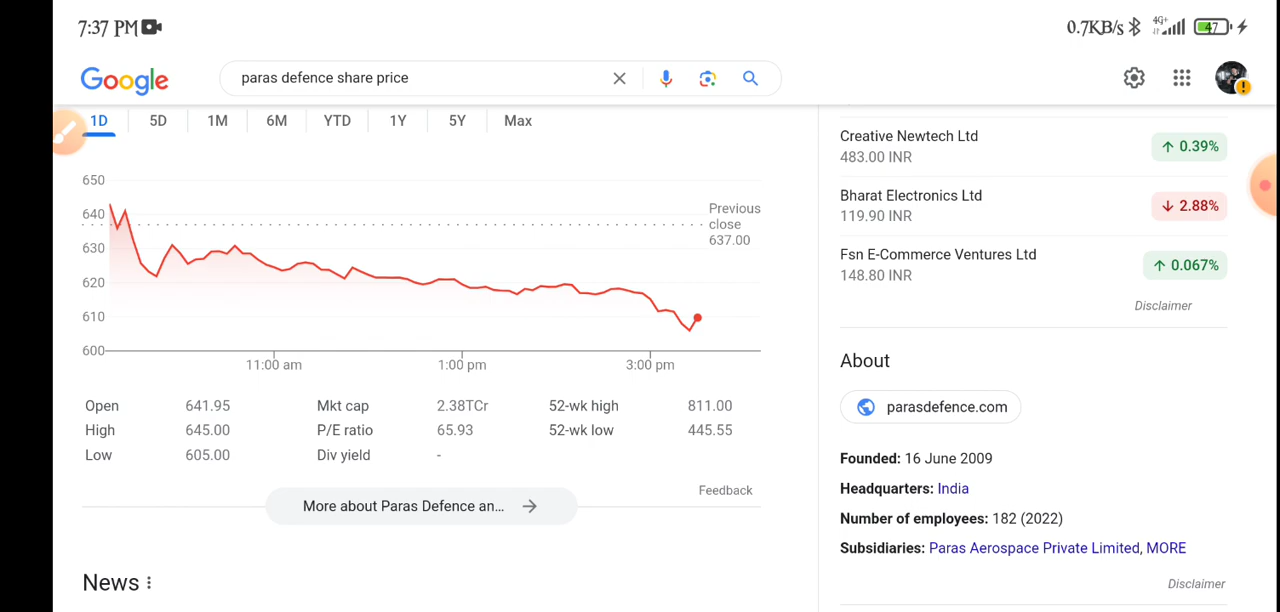 7:37 PM
0.7KB/s 4G+ 47
Google
paras defence share price
1D 5D 1M 6M YTD 1Y 5Y Max
650
640
630
620
610
600
Previous
close
637.00
11:00 am 1:00 pm 3:00 pm
Open 641.95 Mkt cap 2.38TCr 52-wk high 811.00
High 645.00 P/E ratio 65.93 52-wk low 445.55
Low 605.00 Div yield -
Feedback
More about Paras Defence an...
News
Creative Newtech Ltd
483.00 INR
↑ 0.39%
Bharat Electronics Ltd
119.90 INR
↓ 2.88%
Fsn E-Commerce Ventures Ltd
148.80 INR
↑ 0.067%
Disclaimer
About
parasdefence.com
Founded: 16 June 2009
Headquarters: India
Number of employees: 182 (2022)
Subsidiaries: Paras Aerospace Private Limited, MORE
Disclaimer